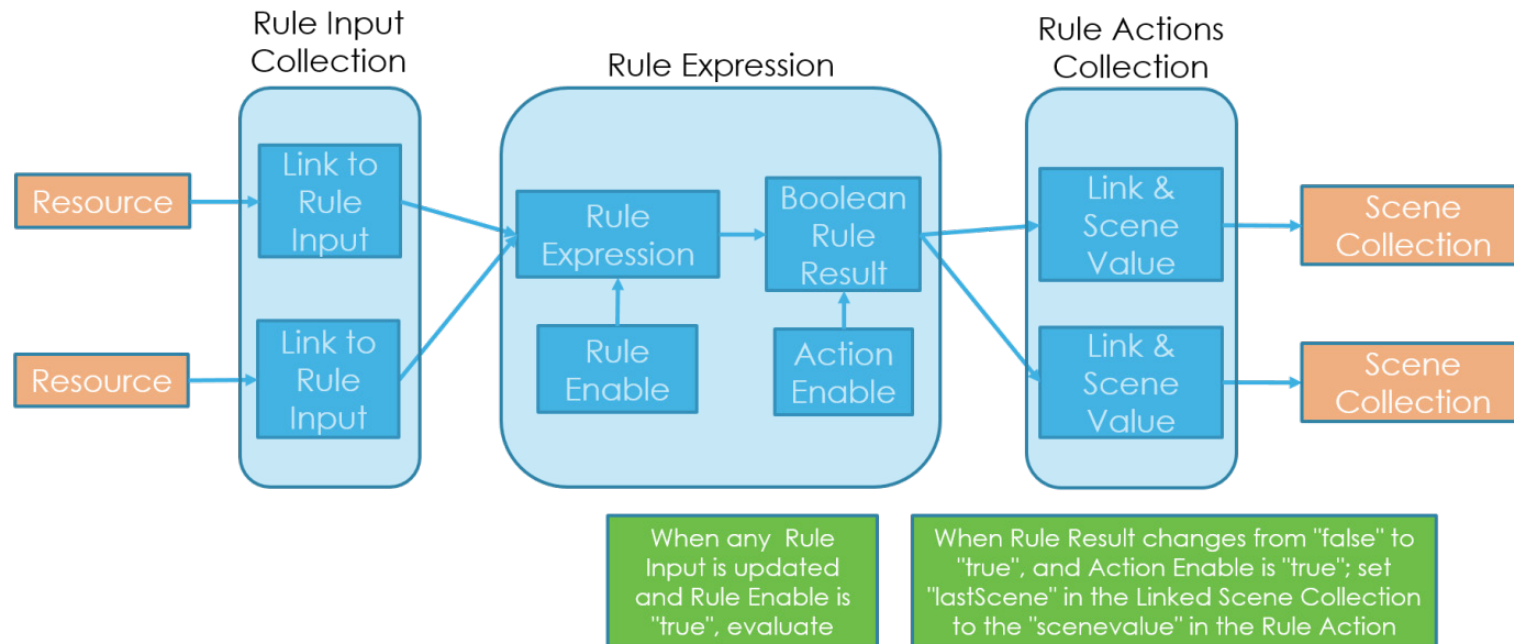 Rule Input
Collection
Rule Expression
Rule Actions
Collection
Resource
Link to
Rule
Input
Rule
Expression
Boolean
Rule
Result
Link &
Scene
Value
Scene
Collection
Resource
Link to
Rule
Input
Rule
Enable
Action
Enable
Link &
Scene
Value
Scene
Collection
When any Rule
Input is updated
and Rule Enable is
"true", evaluate
When Rule Result changes from "false" to
"true", and Action Enable is "true"; set
"lastScene" in the Linked Scene Collection
to the "scenevalue" in the Rule Action